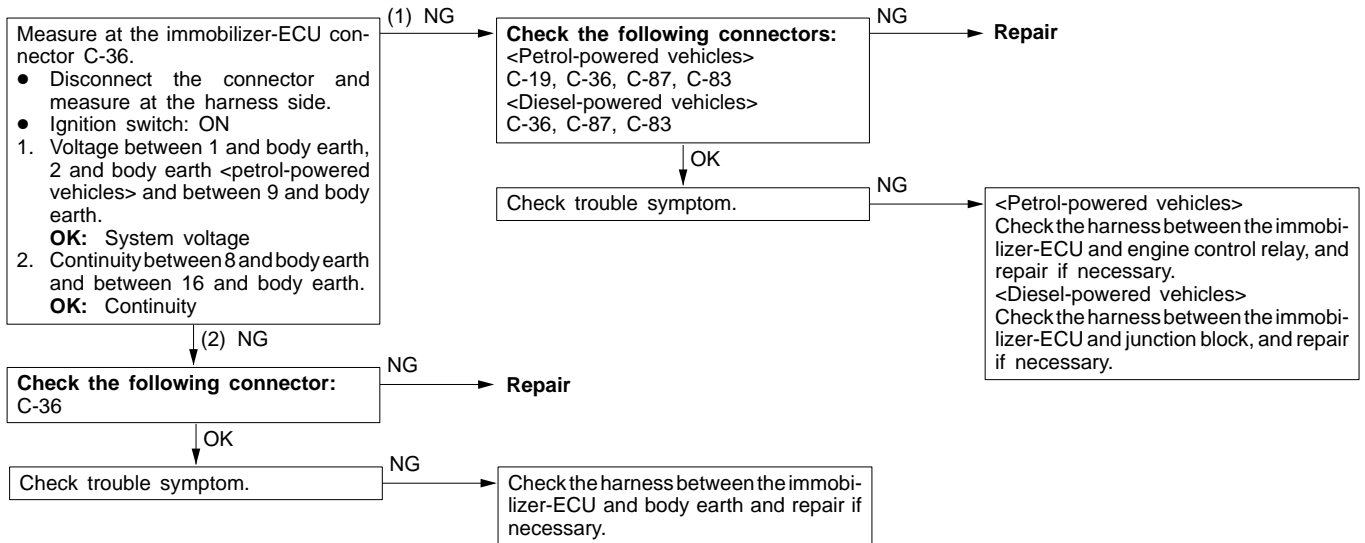 Measure at the immobilizer-ECU con-
nector C-36.
● Disconnect the connector and
measure at the harness side.
● Ignition switch: ON
1. Voltage between 1 and body earth,
2 and body earth <petrol-powered
vehicles> and between 9 and body
earth.
OK: System voltage
2. Continuity between 8 and body earth
and between 16 and body earth.
OK: Continuity
(1) NG
Check the following connectors:
<Petrol-powered vehicles>
C-19, C-36, C-87, C-83
<Diesel-powered vehicles>
C-36, C-87, C-83
NG
Repair
OK
Check trouble symptom.
NG
<Petrol-powered vehicles>
Check the harness between the immobi-
lizer-ECU and engine control relay, and
repair if necessary.
<Diesel-powered vehicles>
Check the harness between the immobi-
lizer-ECU and junction block, and repair
if necessary.
(2) NG
Check the following connector:
C-36
NG
Repair
OK
Check trouble symptom.
NG
Check the harness between the immobi-
lizer-ECU and body earth and repair if
necessary.